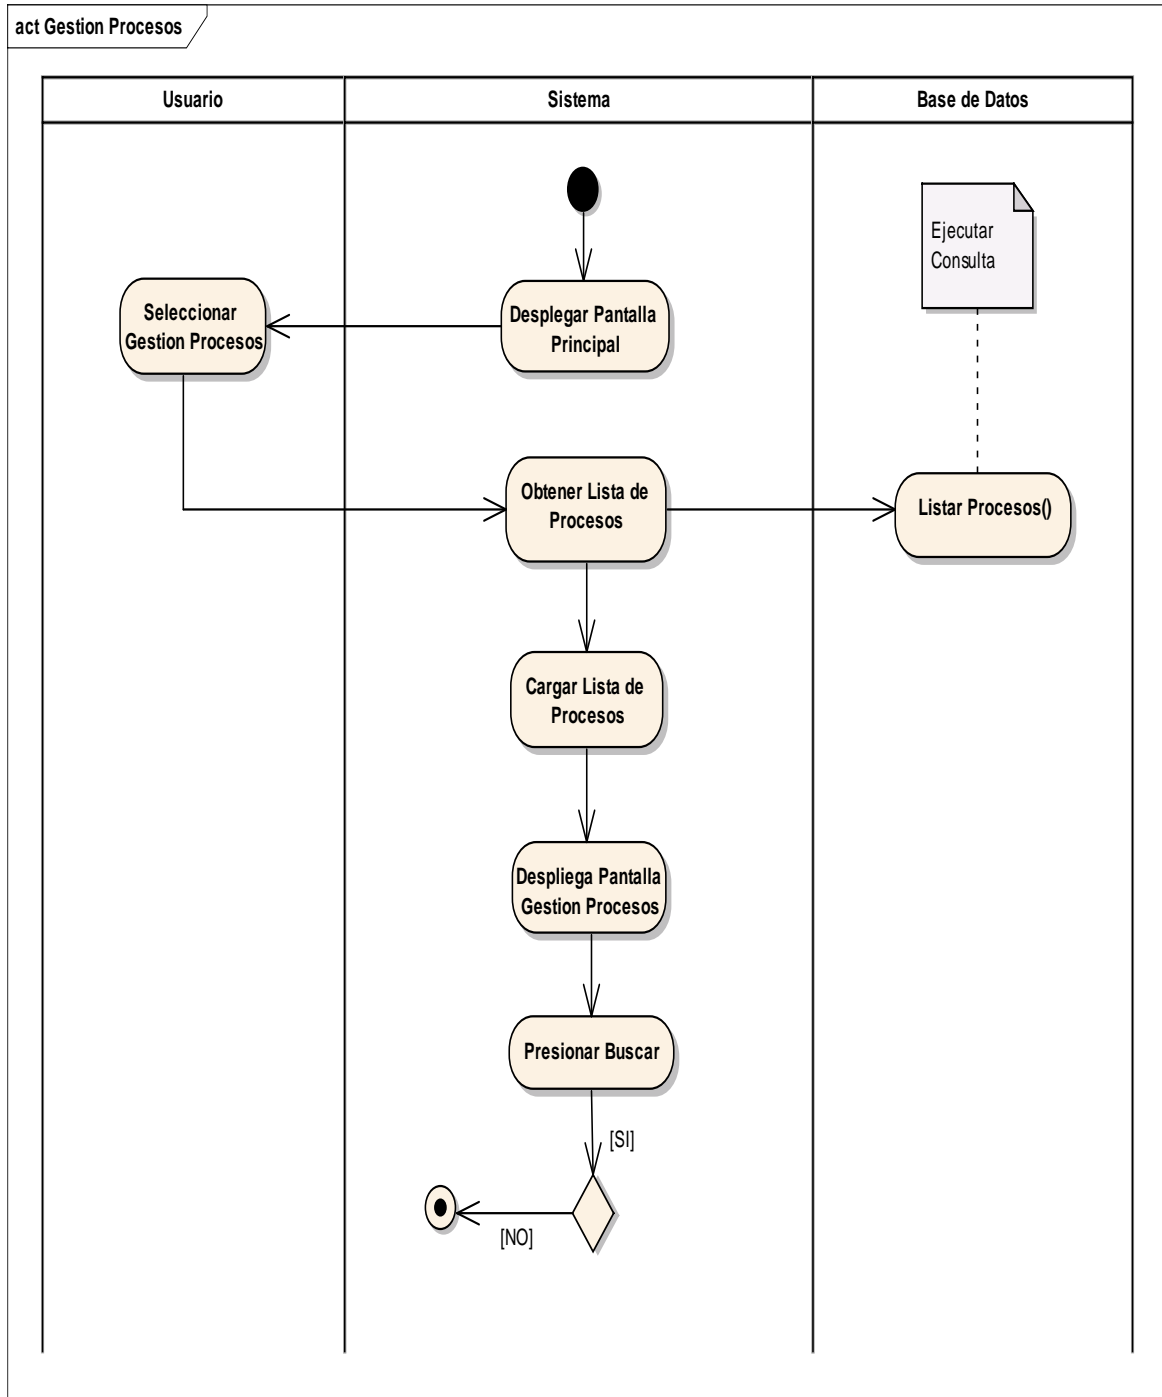 act Gestion Procesos
Usuario
Sistema
Base de Datos
Ejecutar
Consulta
Seleccionar
Gestion Procesos
Desplegar Pantalla
Principal
Obtener Lista de
Procesos
Listar Procesos()
Cargar Lista de
Procesos
Despliega Pantalla
Gestion Procesos
Presionar Buscar
[SI]
[NO]